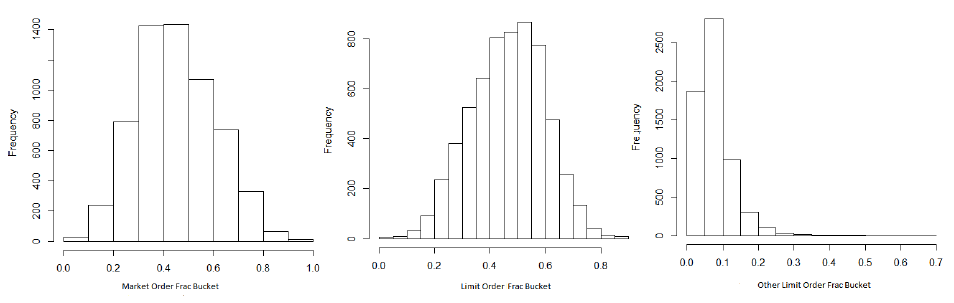 Frequency
0
200
400
600
800
1000
1400
0.0 0.2 0.4 0.6 0.8 1.0
Market Order Frac Bucket
Frequency
0
200
400
600
800
0.0 0.2 0.4 0.6 0.8
Limit Order Frac Bucket
Frequency
0
500
1000
1500
2000
2500
0.0 0.1 0.2 0.3 0.4 0.5 0.6 0.7
Other Limit Order Frac Bucket